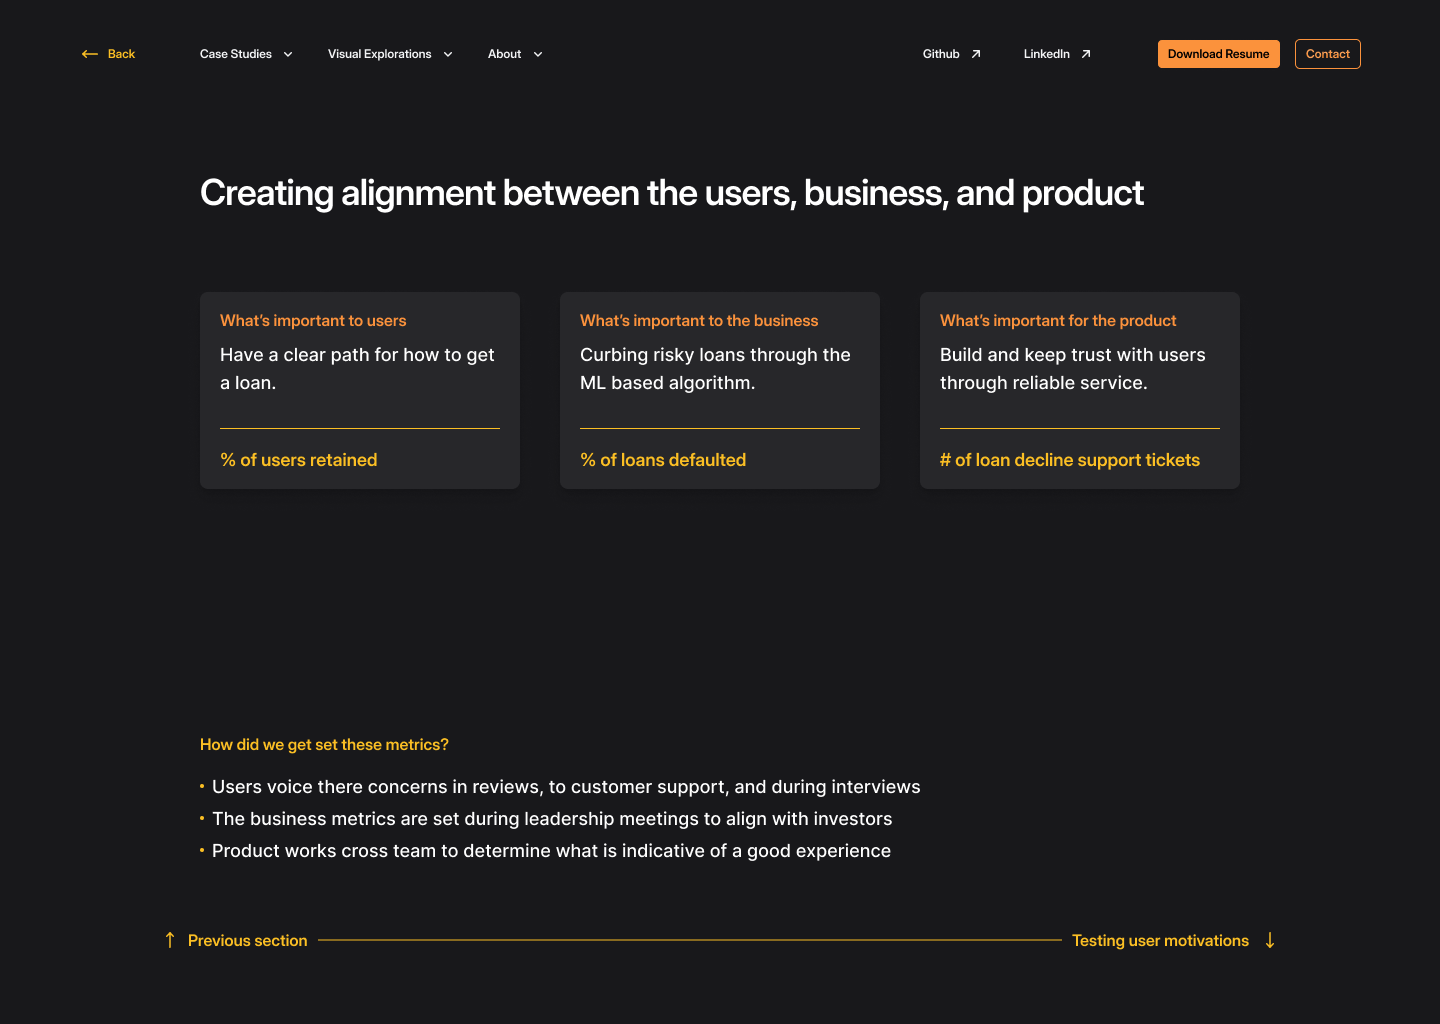 Back
Case Studies
Visual Explorations
About
Github
LinkedIn
Download Resume
Contact
Creating alignment between the users, business, and product
What’s important to users
Have a clear path for how to get
a loan.
% of users retained
What’s important to the business
Curbing risky loans through the
ML based algorithm.
% of loans defaulted
What’s important for the product
Build and keep trust with users
through reliable service.
# of loan decline support tickets
How did we get set these metrics?
• Users voice there concerns in reviews, to customer support, and during interviews
• The business metrics are set during leadership meetings to align with investors
• Product works cross team to determine what is indicative of a good experience
Previous section
Testing user motivations